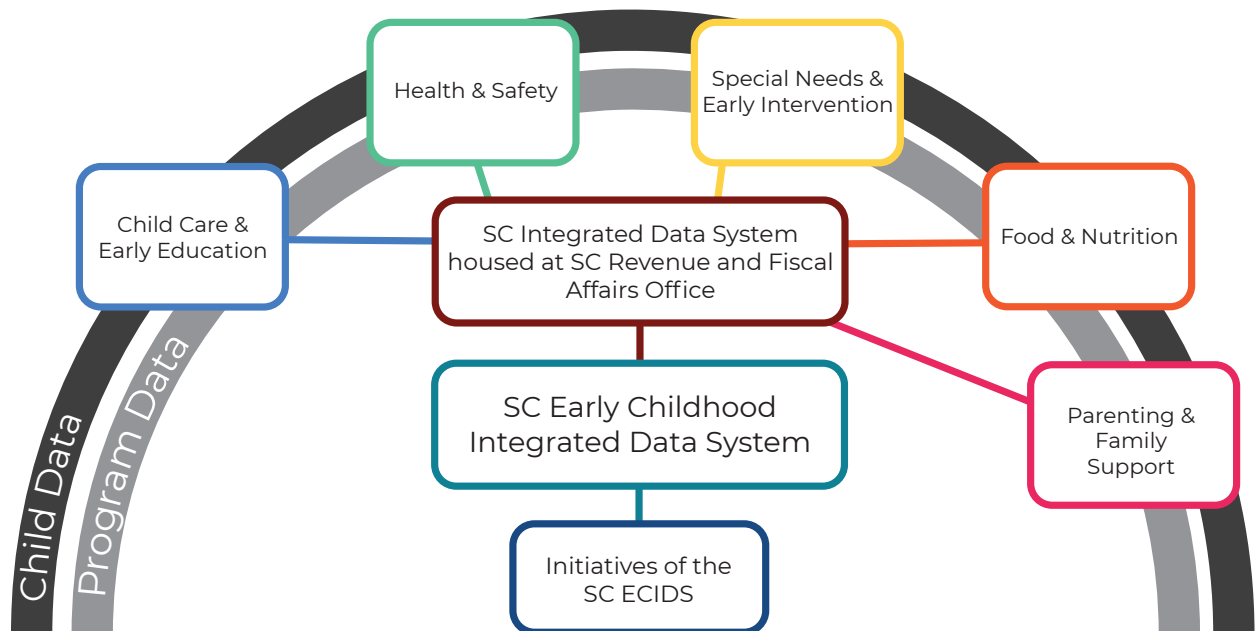 Health & Safety
Special Needs &
Early Intervention
Child Care &
Early Education
SC Integrated Data System
housed at SC Revenue and Fiscal
Affairs Office
Food & Nutrition
SC Early Childhood
Integrated Data System
Parenting &
Family
Support
Initiatives of the
SC ECIDS
Child Data
Program Data